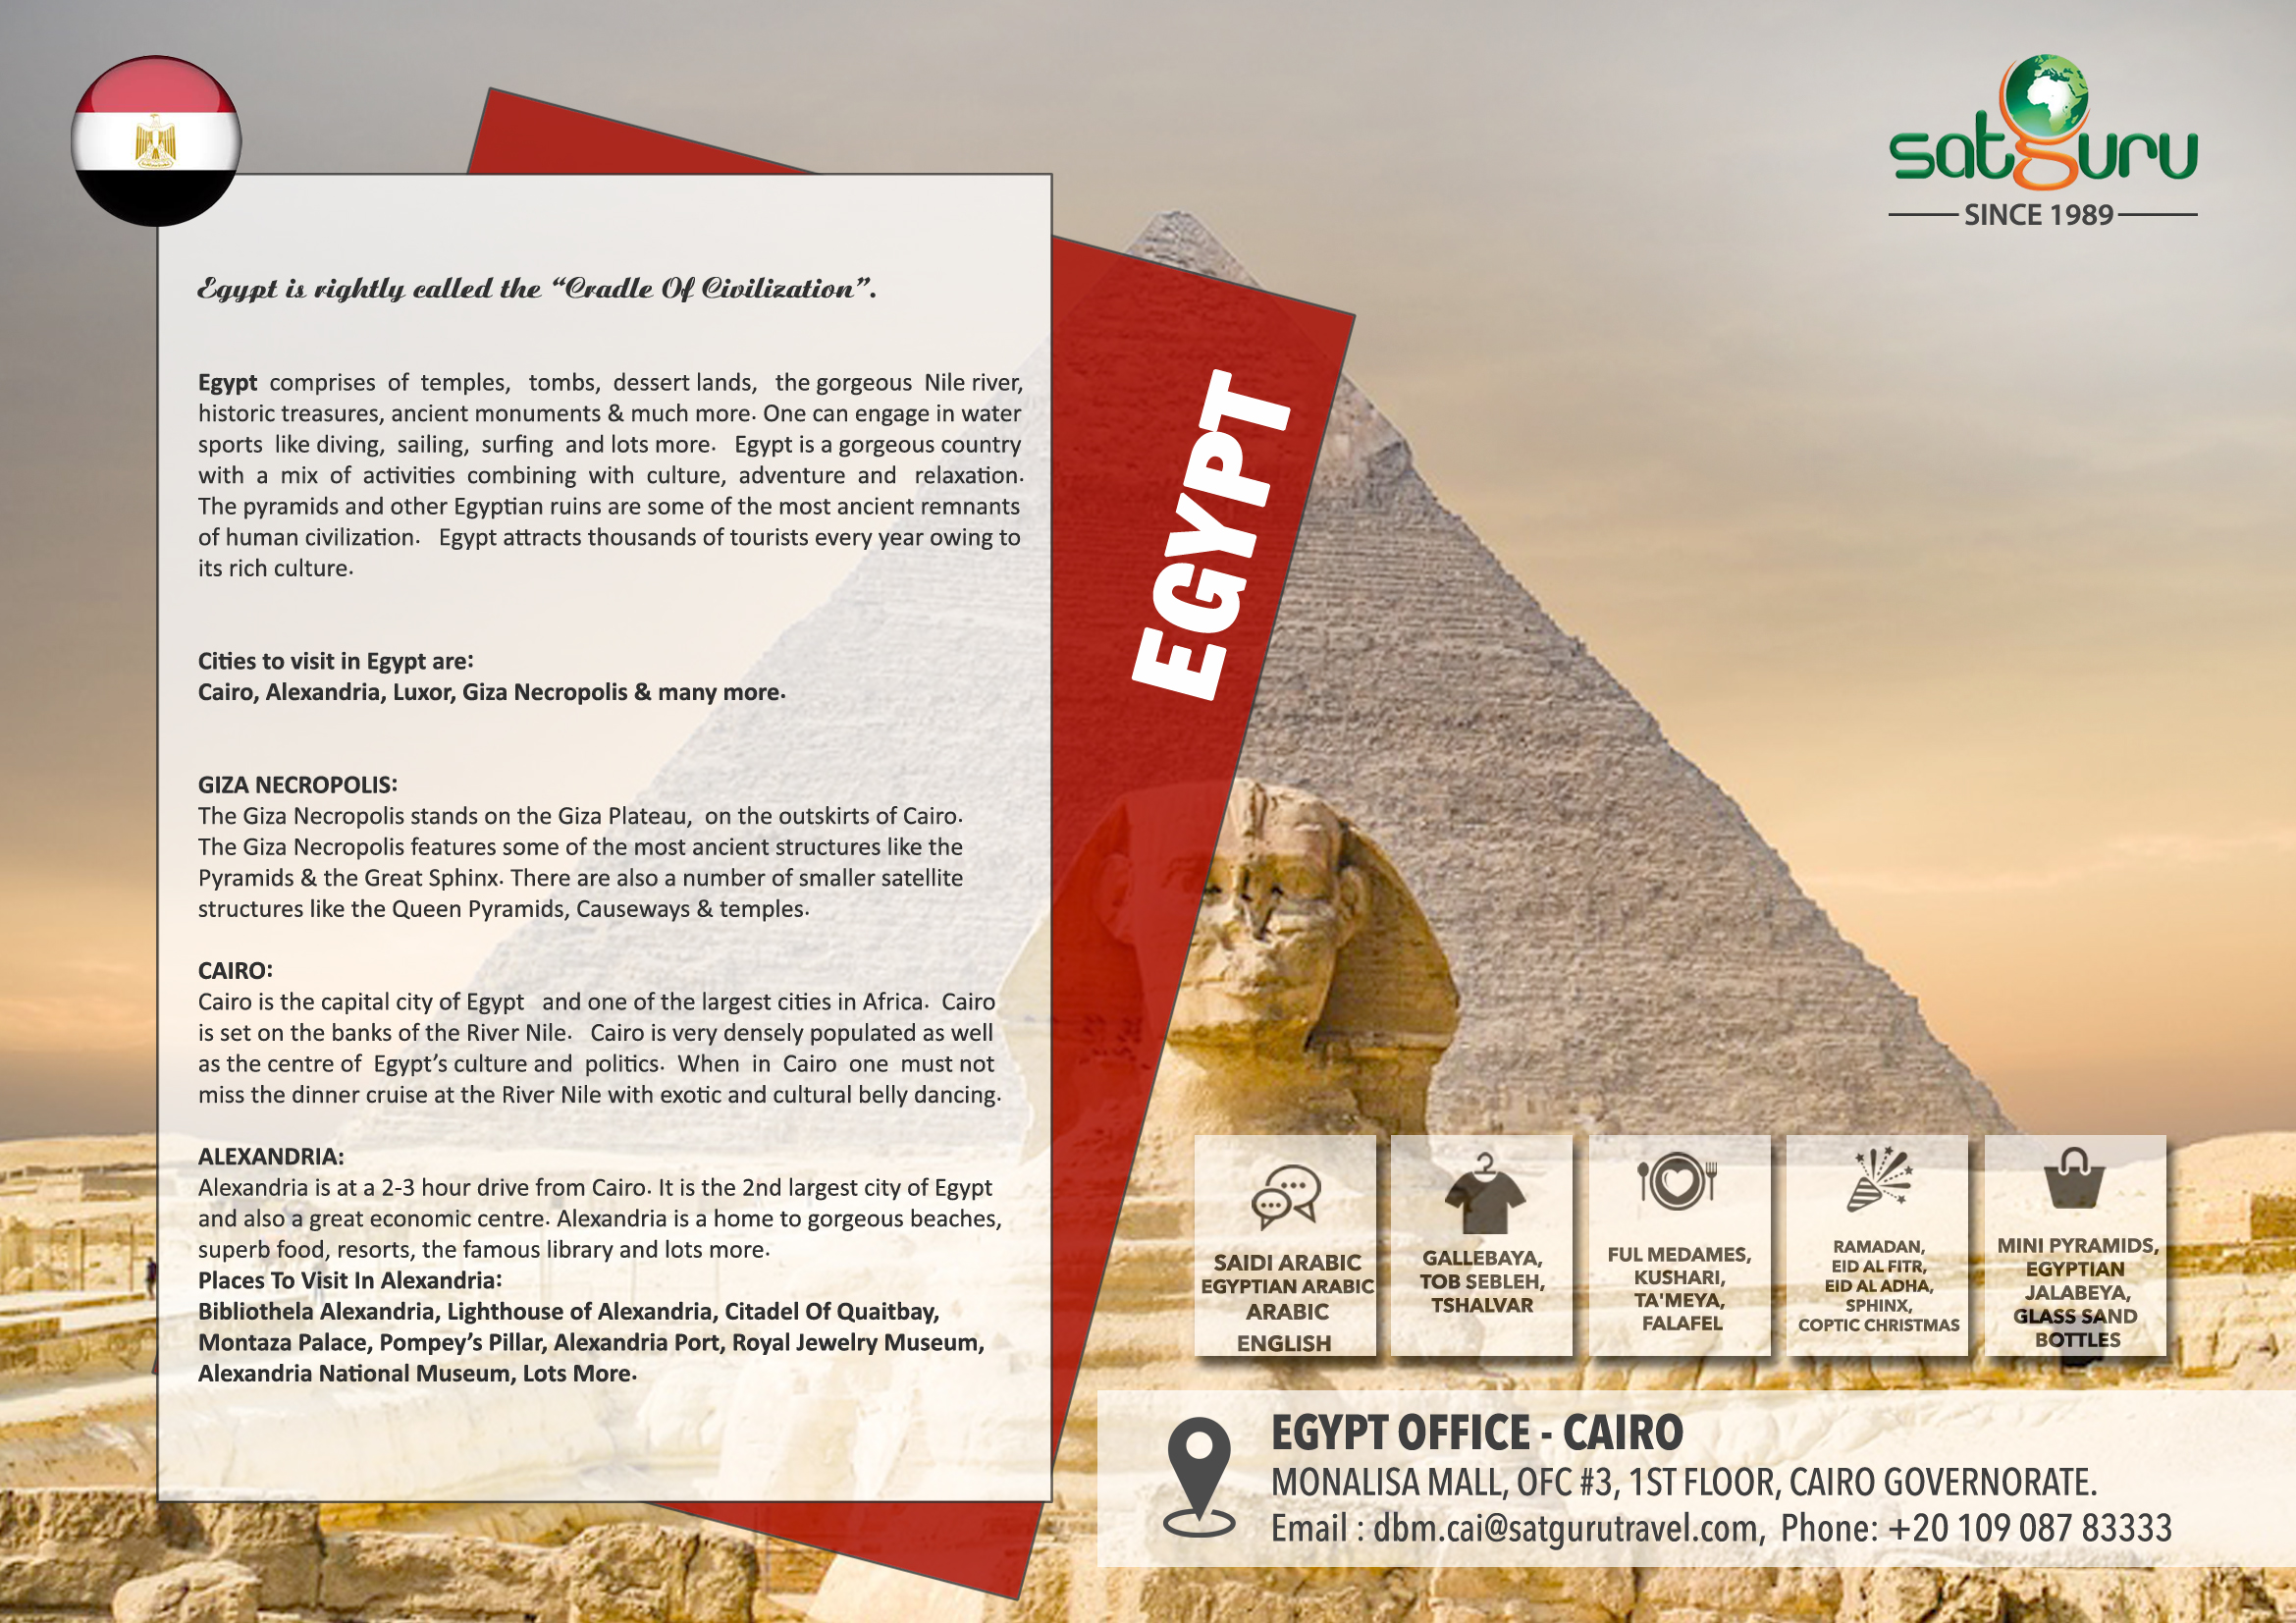 satguru
SINCE 1989
Egypt is rightly called the “Cradle Of Civilization”.
Egypt comprises of temples, tombs, dessert lands, the gorgeous Nile river,
historic treasures, ancient monuments & much more. One can engage in water
sports like diving, sailing, surfing and lots more. Egypt is a gorgeous country
with a mix of activities combining with culture, adventure and relaxation.
The pyramids and other Egyptian ruins are some of the most ancient remnants
of human civilization. Egypt attracts thousands of tourists every year owing to
its rich culture.
Cities to visit in Egypt are:
Cairo, Alexandria, Luxor, Giza Necropolis & many more.
GIZA NECROPOLIS:
The Giza Necropolis stands on the Giza Plateau, on the outskirts of Cairo.
The Giza Necropolis features some of the most ancient structures like the
Pyramids & the Great Sphinx. There are also a number of smaller satellite
structures like the Queen Pyramids, Causeways & temples.
CAIRO:
Cairo is the capital city of Egypt and one of the largest cities in Africa. Cairo
is set on the banks of the River Nile. Cairo is very densely populated as well
as the centre of Egypt’s culture and politics. When in Cairo one must not
miss the dinner cruise at the River Nile with exotic and cultural belly dancing.
ALEXANDRIA:
Alexandria is at a 2-3 hour drive from Cairo. It is the 2nd largest city of Egypt
and also a great economic centre. Alexandria is a home to gorgeous beaches,
superb food, resorts, the famous library and lots more.
Places To Visit In Alexandria:
Bibliothela Alexandria, Lighthouse of Alexandria, Citadel Of Quaitbay,
Montaza Palace, Pompey’s Pillar, Alexandria Port, Royal Jewelry Museum,
Alexandria National Museum, Lots More.
EGYPT
SAIDI ARABIC
EGYPTIAN ARABIC
ARABIC
ENGLISH
GALLEBAYA,
TOB SEBLEH,
TSHALVAR
FUL MEDAMES,
KUSHARI,
TA'MEYA,
FALAFEL
RAMADAN,
EID AL FITR,
EID AL ADHA,
SPHINX,
COPTIC CHRISTMAS
MINI PYRAMIDS,
EGYPTIAN
JALABEYA,
GLASS SAND
BOTTLES
EGYPT OFFICE - CAIRO
MONALISA MALL, OFC #3, 1ST FLOOR, CAIRO GOVERNORATE.
Email : dbm.cai@satgurutravel.com, Phone: +20 109 087 83333